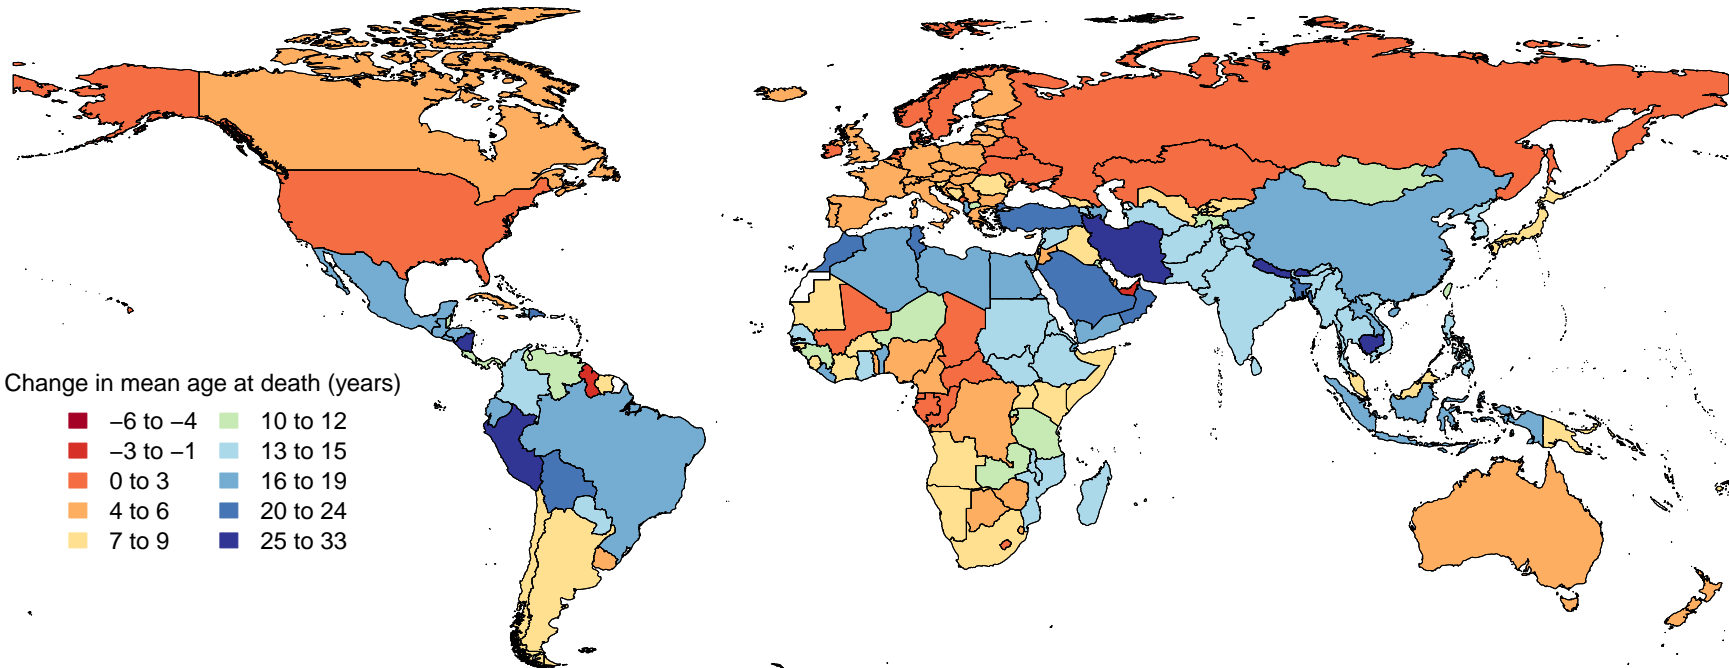 Change in mean age at death (years)
−6 to −4
−3 to −1
0 to 3
4 to 6
7 to 9
10 to 12
13 to 15
16 to 19
20 to 24
25 to 33